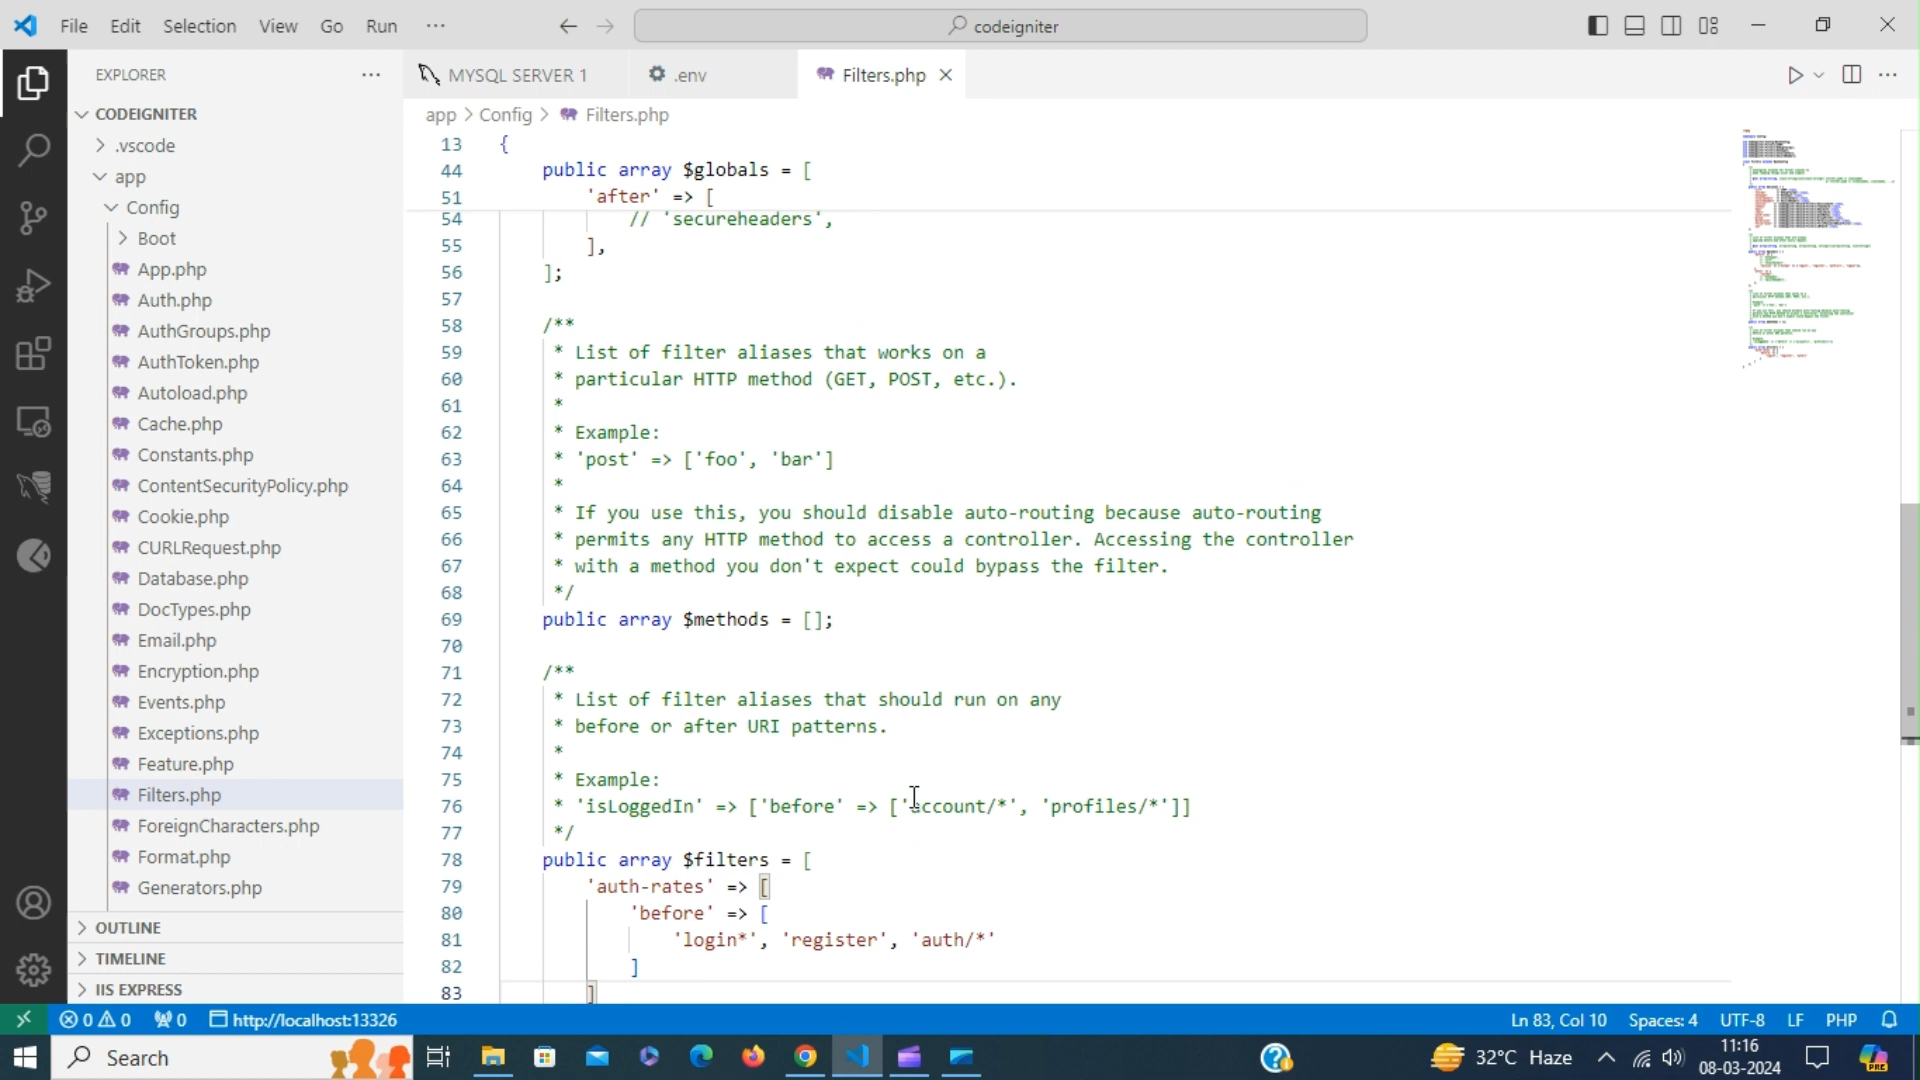 File Edit Selection View Go Run ··· codeigniter
EXPLORER ···
MYSQL SERVER 1 .env Filters.php
CODEIGNITER
.vscode
app
Config
Boot
App.php
Auth.php
AuthGroups.php
AuthToken.php
Autoload.php
Cache.php
Constants.php
ContentSecurityPolicy.php
Cookie.php
CURLRequest.php
Database.php
DocTypes.php
Email.php
Encryption.php
Events.php
Exceptions.php
Feature.php
Filters.php
ForeignCharacters.php
Format.php
Generators.php
OUTLINE
TIMELINE
IIS EXPRESS
app > Config > Filters.php
13 {
44 public array $globals = [
51 'after' => [
54 // 'secureheaders',
55 ],
56 ];
57
58 /**
59 * List of filter aliases that works on a
60 * particular HTTP method (GET, POST, etc.).
61 *
62 * Example:
63 * 'post' => ['foo', 'bar']
64 *
65 * If you use this, you should disable auto-routing because auto-routing
66 * permits any HTTP method to access a controller. Accessing the controller
67 * with a method you don't expect could bypass the filter.
68 */
69 public array $methods = [];
70
71 /**
72 * List of filter aliases that should run on any
73 * before or after URI patterns.
74 *
75 * Example:
76 * 'isLoggedIn' => ['before' => ['account/*', 'profiles/*']]
77 */
78 public array $filters = [
79 'auth-rates' => [
80 'before' => [
81 'login*', 'register', 'auth/*'
82 ]
83 ]
0 0 0 http://localhost:13326 Ln 83, Col 10 Spaces: 4 UTF-8 LF PHP
Search 32°C Haze 11:16
08-03-2024
PRE